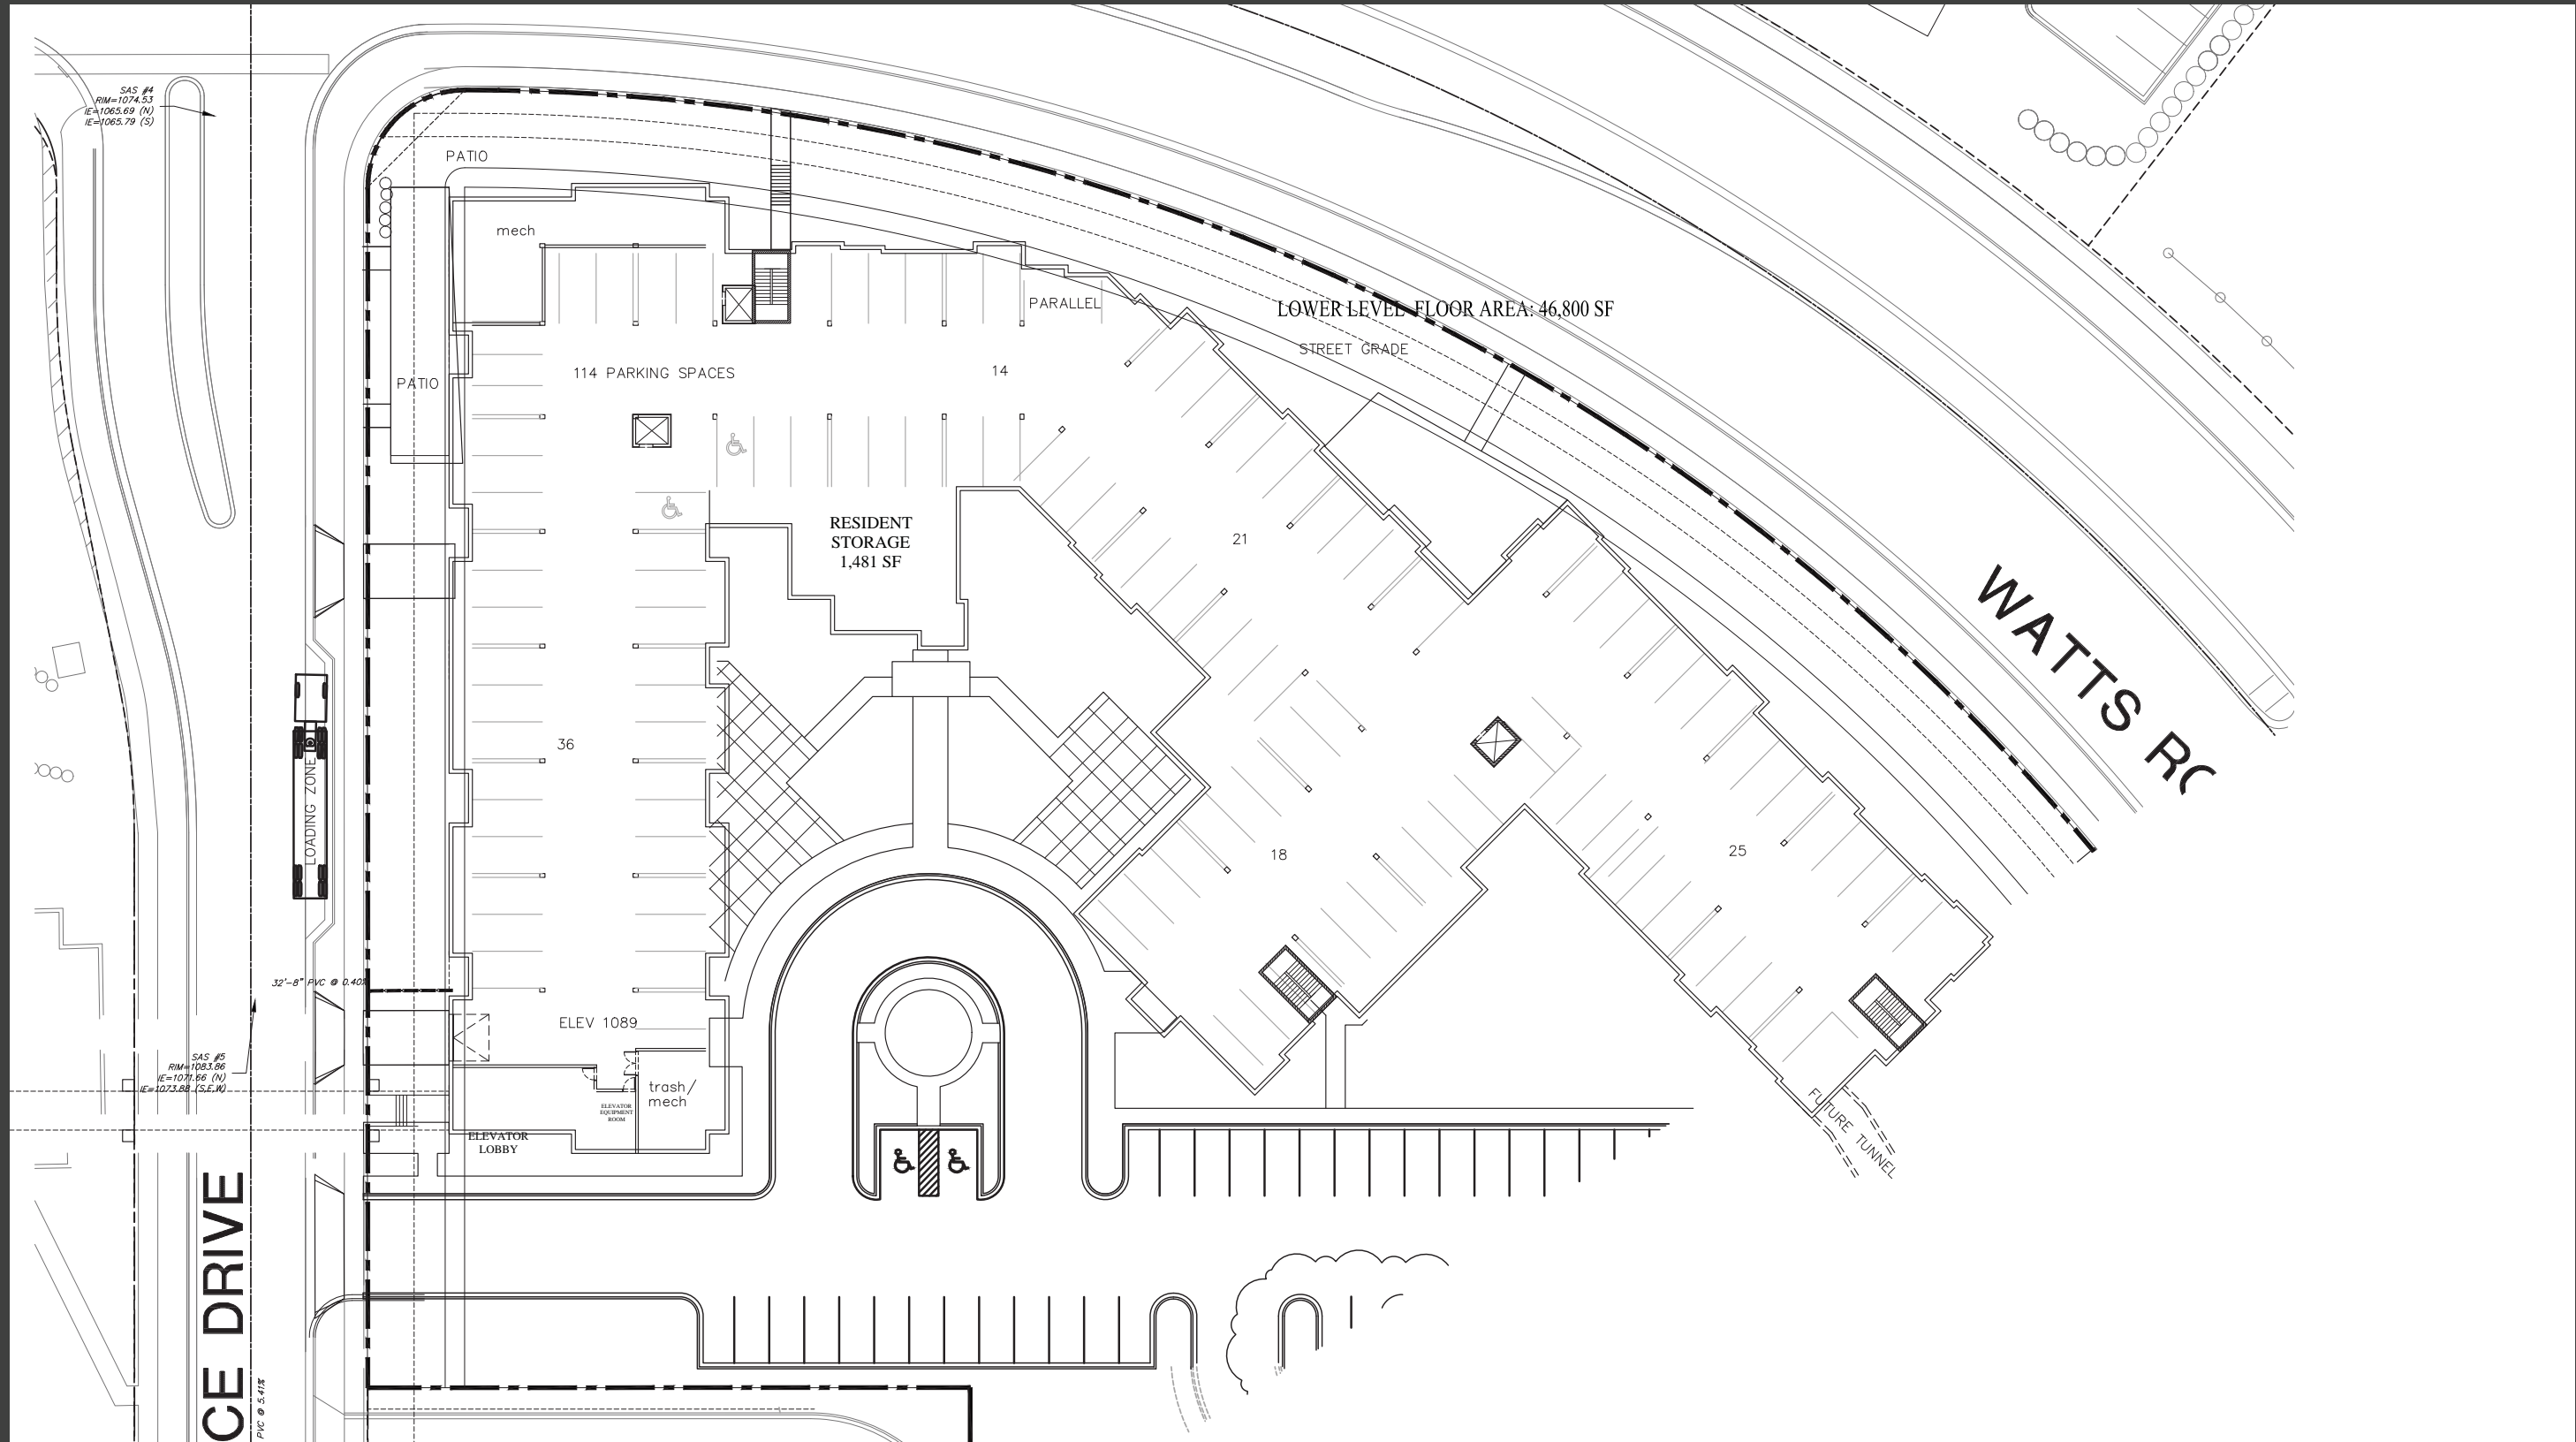 SAS #4
RIM=1074.53
IE=1065.69 (N)
IE=1065.79 (S)
PATIO
mech
PARALLEL
LOWER LEVEL FLOOR AREA: 46,800 SF
STREET GRADE
114 PARKING SPACES
14
PATIO
RESIDENT
STORAGE
1,481 SF
21
WATTS
36
LOADING ZONE
18
25
32'-8" PVC @ 0.40%
ELEV 1089
SAS #5
RIM=1083.86
IE=1071.66 (N)
IE=1073.88 (S,E,W)
trash/
mech
ELEVATOR
EQUIPMENT
ROOM
ELEVATOR
LOBBY
FUTURE TUNNEL
CE DRIVE
PVC @ 5.41%